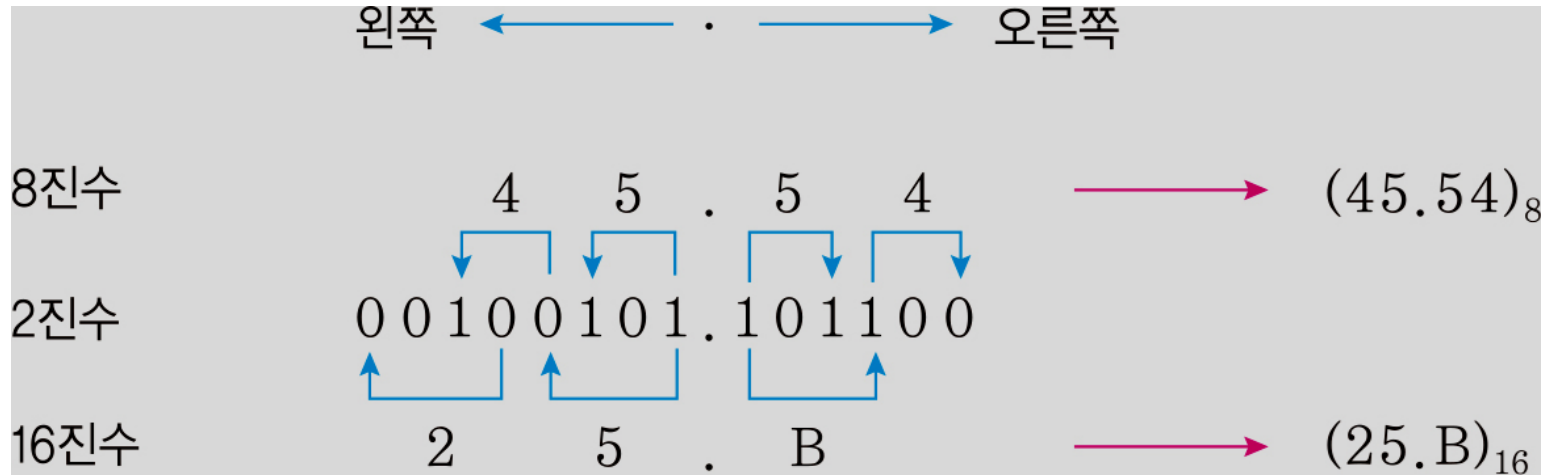 왼쪽 . 오른쪽
8진수 4 5 . 5 4 (45.54)₈
2진수 0 0 1 0 0 1 0 1 . 1 0 1 1 0 0
16진수 2 5 . B (25.B)₁₆